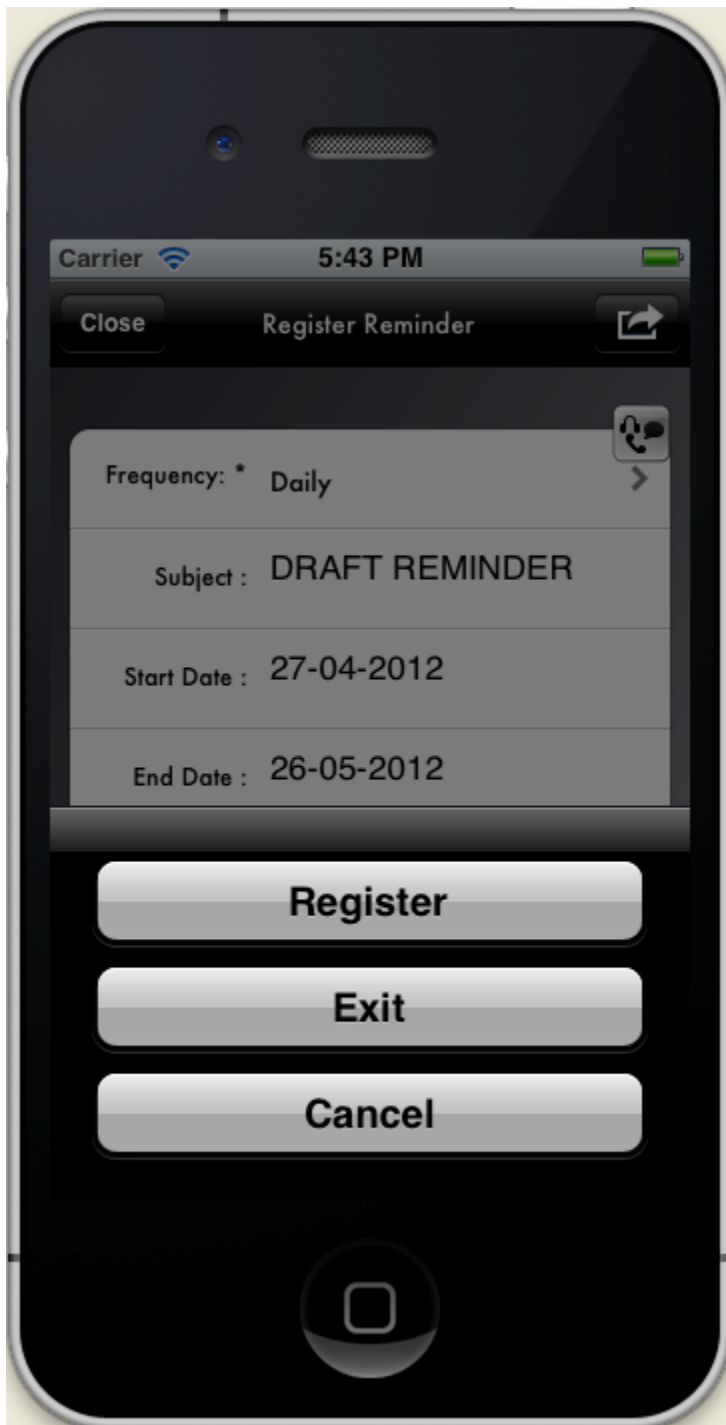 Carrier 5:43 PM
Close Register Reminder
Frequency: * Daily
Subject : DRAFT REMINDER
Start Date : 27-04-2012
End Date : 26-05-2012
Register
Exit
Cancel